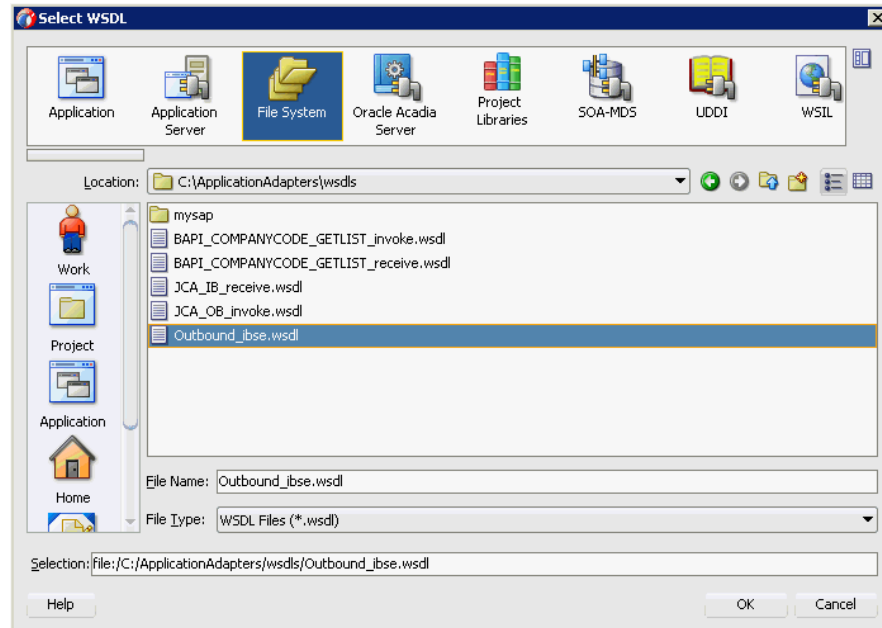 Select WSDL
Application
Application Server
File System
Oracle Acadia Server
Project Libraries
SOA-MDS
UDDI
WSIL
Location: C:\ApplicationAdapters\wsdls
Work
Project
Application
Home
mysap
BAPI_COMPANYCODE_GETLIST_invoke.wsdl
BAPI_COMPANYCODE_GETLIST_receive.wsdl
JCA_IB_receive.wsdl
JCA_OB_invoke.wsdl
Outbound_ibse.wsdl
File Name: Outbound_ibse.wsdl
File Type: WSDL Files (*.wsdl)
Selection: file:/C:/ApplicationAdapters/wsdls/Outbound_ibse.wsdl
Help
OK
Cancel